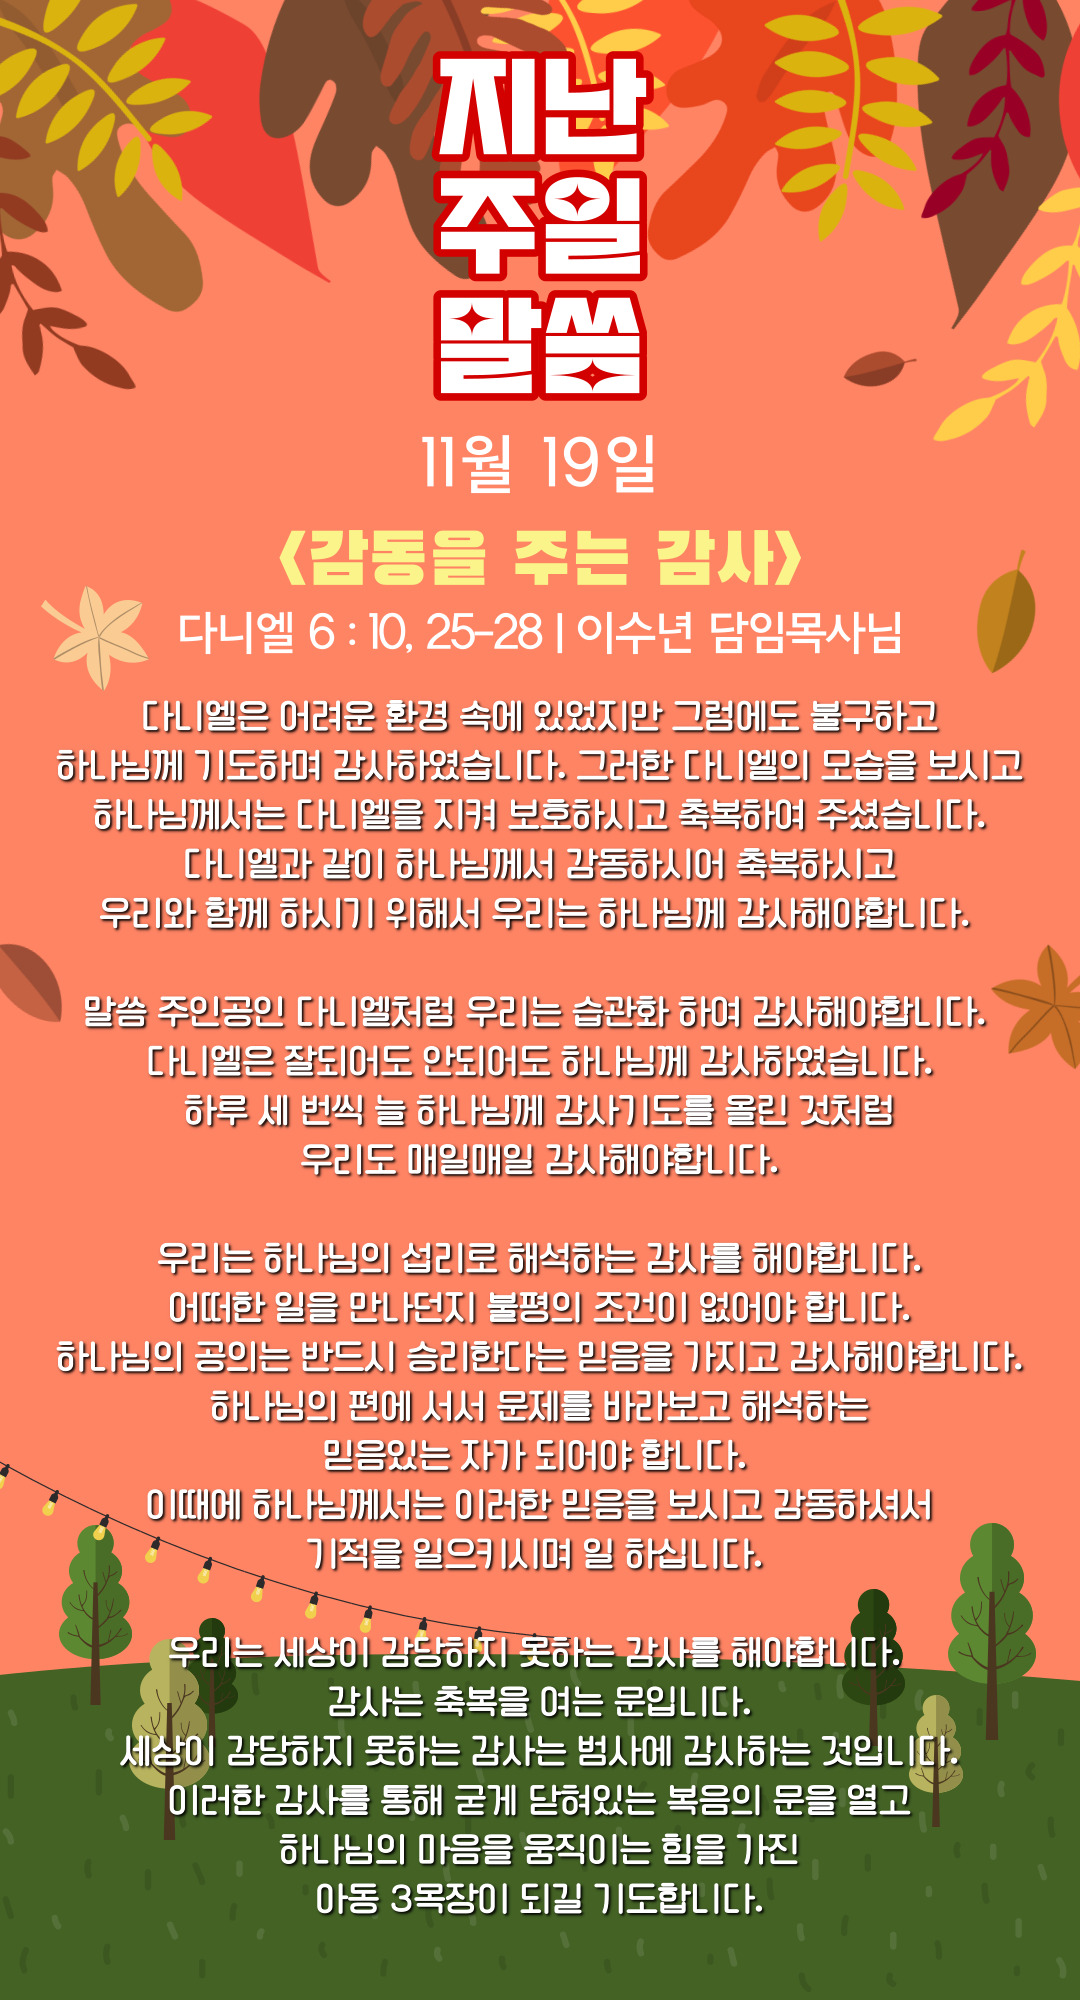 지난
주일
말씀
11월 19일
<감동을 주는 감사>
다니엘 6 : 10, 25-28 | 이수년 담임목사님
다니엘은 어려운 환경 속에 있었지만 그럼에도 불구하고
하나님께 기도하며 감사하였습니다. 그러한 다니엘의 모습을 보시고
하나님께서는 다니엘을 지켜 보호하시고 축복하여 주셨습니다.
다니엘과 같이 하나님께서 감동하시어 축복하시고
우리와 함께 하시기 위해서 우리는 하나님께 감사해야합니다.
말씀 주인공인 다니엘처럼 우리는 습관화 하여 감사해야합니다.
다니엘은 잘되어도 안되어도 하나님께 감사하였습니다.
하루 세 번씩 늘 하나님께 감사기도를 올린 것처럼
우리도 매일매일 감사해야합니다.
우리는 하나님의 섭리로 해석하는 감사를 해야합니다.
어떠한 일을 만나던지 불평의 조건이 없어야 합니다.
하나님의 공의는 반드시 승리한다는 믿음을 가지고 감사해야합니다.
하나님의 편에 서서 문제를 바라보고 해석하는
믿음있는 자가 되어야 합니다.
이때에 하나님께서는 이러한 믿음을 보시고 감동하셔서
기적을 일으키시며 일 하십니다.
우리는 세상이 감당하지 못하는 감사를 해야합니다.
감사는 축복을 여는 문입니다.
세상이 감당하지 못하는 감사는 범사에 감사하는 것입니다.
이러한 감사를 통해 굳게 닫혀있는 복음의 문을 열고
하나님의 마음을 움직이는 힘을 가진
아동 3목장이 되길 기도합니다.